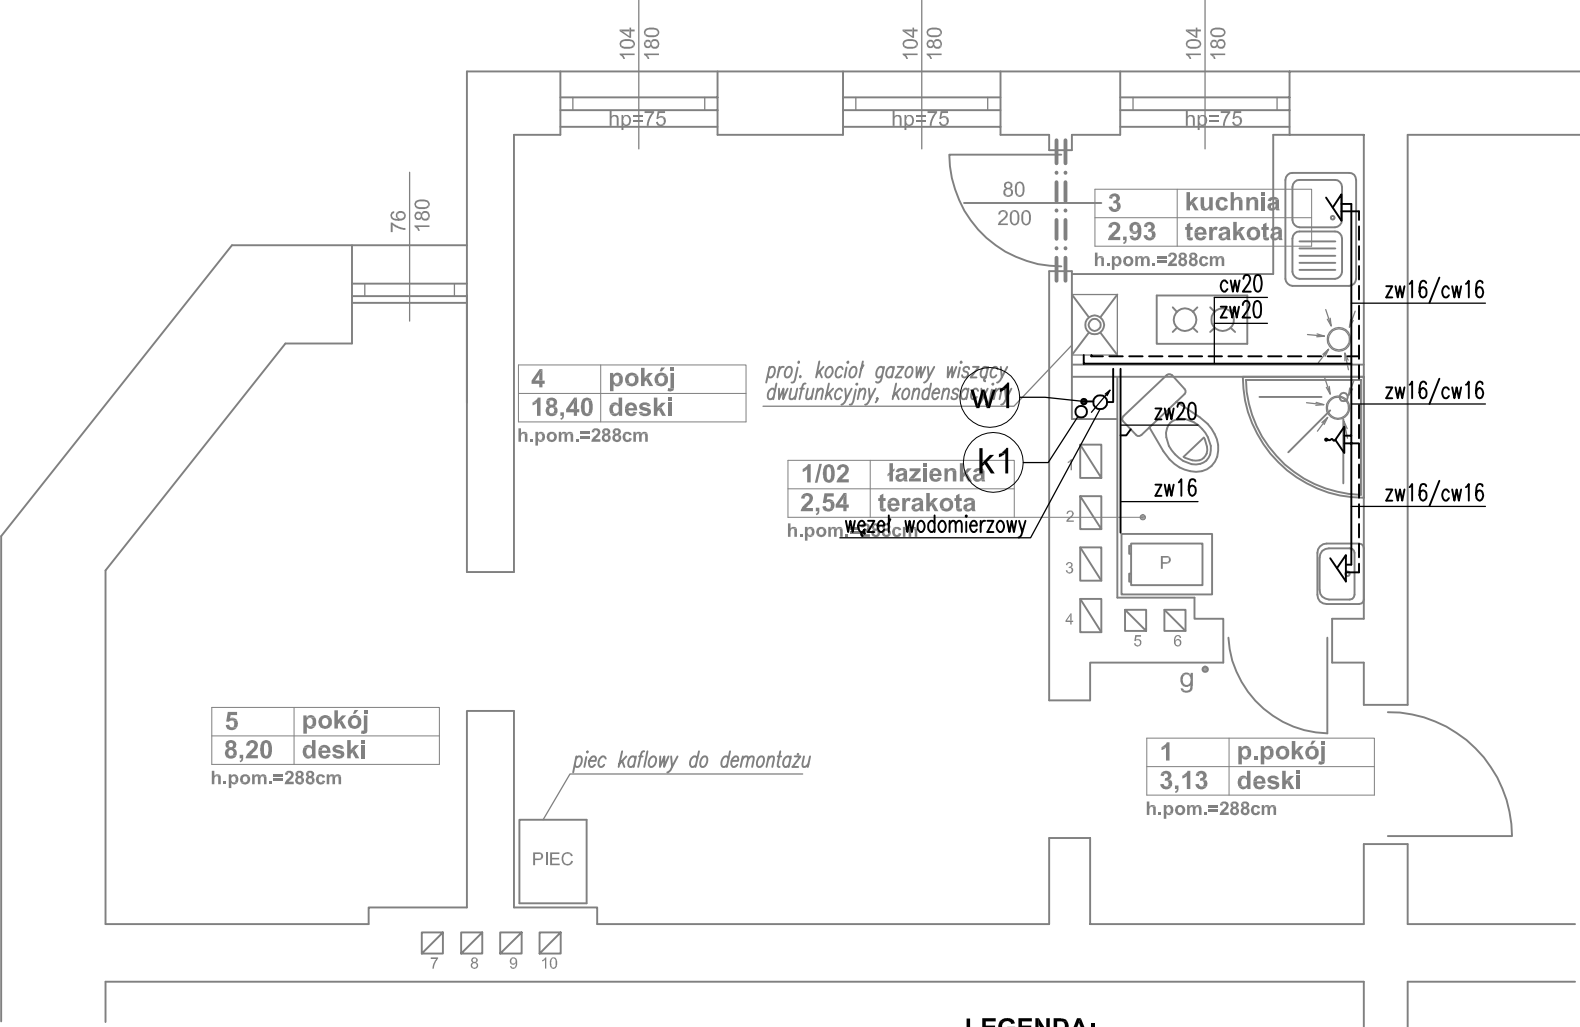 104
180
104
180
104
180
hp=75
hp=75
hp=75
76
180
80
200
3 kuchnia
2,93 terakota
h.pom.=288cm
cw20
zw20
zw16/cw16
4 pokój
18,40 deski
h.pom.=288cm
proj. kocioł gazowy wiszący
dwufunkcyjny, kondensacyjny
w1
zw20
zw16/cw16
k1
1/02 łazienka
2,54 terakota
h.pom.=288cm
węzeł wodomierzowy
zw16
zw16/cw16
1
2
3
4
P
5
6
g
5 pokój
8,20 deski
h.pom.=288cm
piec kaflowy do demontażu
PIEC
1 p.pokój
3,13 deski
h.pom.=288cm
7
8
9
10
LEGENDA: